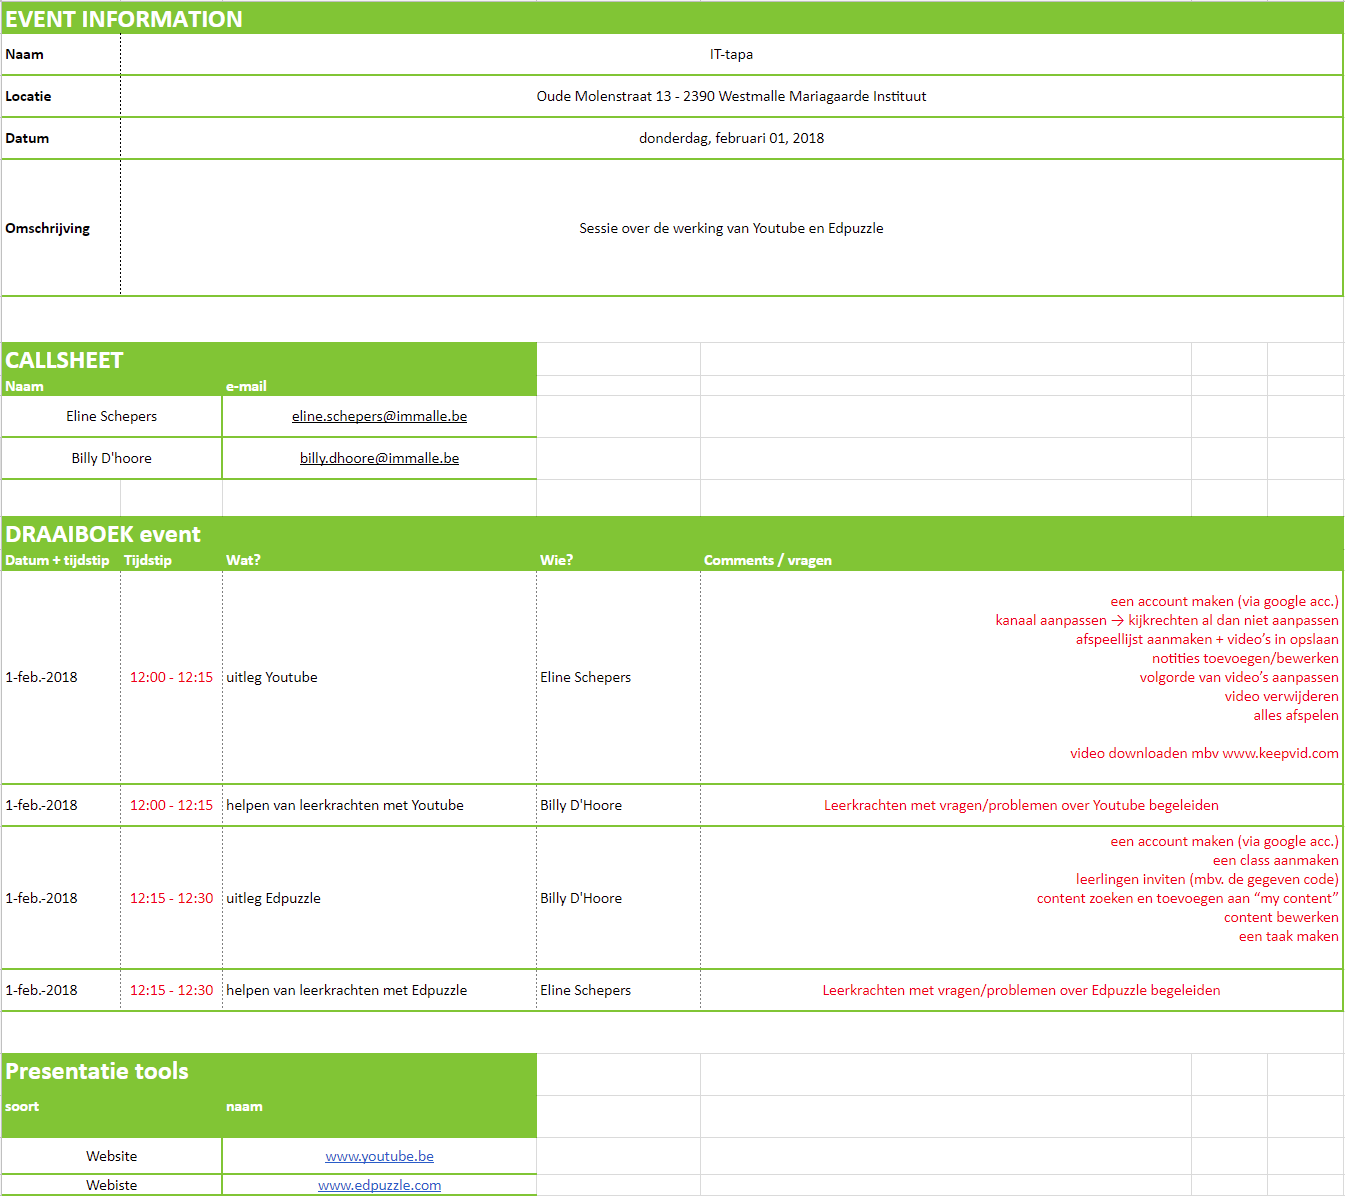 EVENT INFORMATION
Naam IT-tapa
Locatie Oude Molenstraat 13 - 2390 Westmalle Mariagaarde Instituut
Datum donderdag, februari 01, 2018
Omschrijving Sessie over de werking van Youtube en Edpuzzle
CALLSHEET
Naam e-mail
Eline Schepers eline.schepers@immalle.be
Billy D'hoore billy.dhoore@immalle.be
DRAAIBOEK event
Datum + tijdstip Tijdstip Wat? Wie? Comments / vragen
een account maken (via google acc.)
kanaal aanpassen → kijkrechten al dan niet aanpassen
afspeellijst aanmaken + video’s in opslaan
notities toevoegen/bewerken
1-feb.-2018 12:00 - 12:15 uitleg Youtube Eline Schepers volgorde van video’s aanpassen
video verwijderen
alles afspelen
video downloaden mbv www.keepvid.com
1-feb.-2018 12:00 - 12:15 helpen van leerkrachten met Youtube Billy D'Hoore Leerkrachten met vragen/problemen over Youtube begeleiden
een account maken (via google acc.)
een class aanmaken
leerlingen inviten (mbv. de gegeven code)
1-feb.-2018 12:15 - 12:30 uitleg Edpuzzle Billy D'Hoore content zoeken en toevoegen aan “my content”
content bewerken
een taak maken
1-feb.-2018 12:15 - 12:30 helpen van leerkrachten met Edpuzzle Eline Schepers Leerkrachten met vragen/problemen over Edpuzzle begeleiden
Presentatie tools
soort naam
Website www.youtube.be
Webiste www.edpuzzle.com